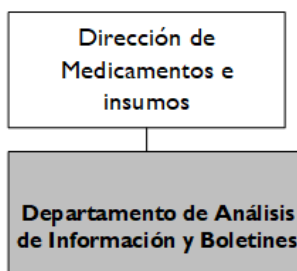 Dirección de
Medicamentos e
insumos
Departamento de Análisis
de Información y Boletines